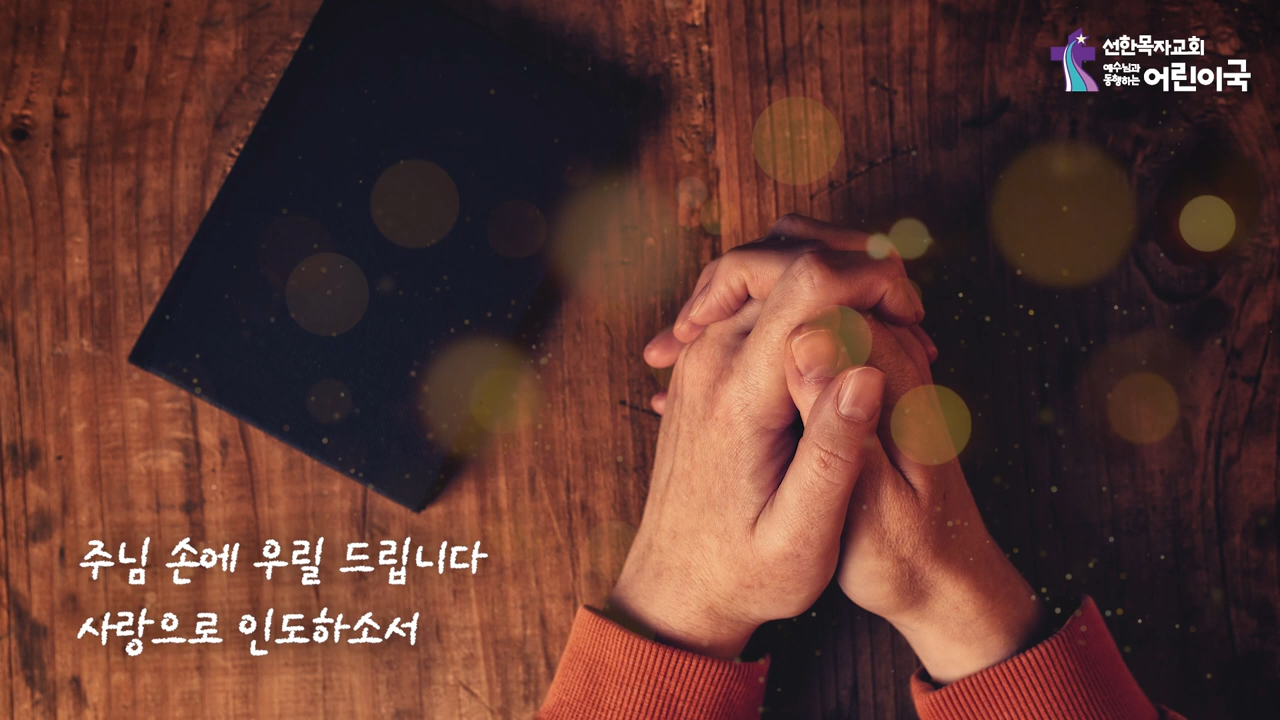 선한목자교회
예수님과
동행하는 어린이국
주님 손에 우릴 드립니다
사랑으로 인도하소서